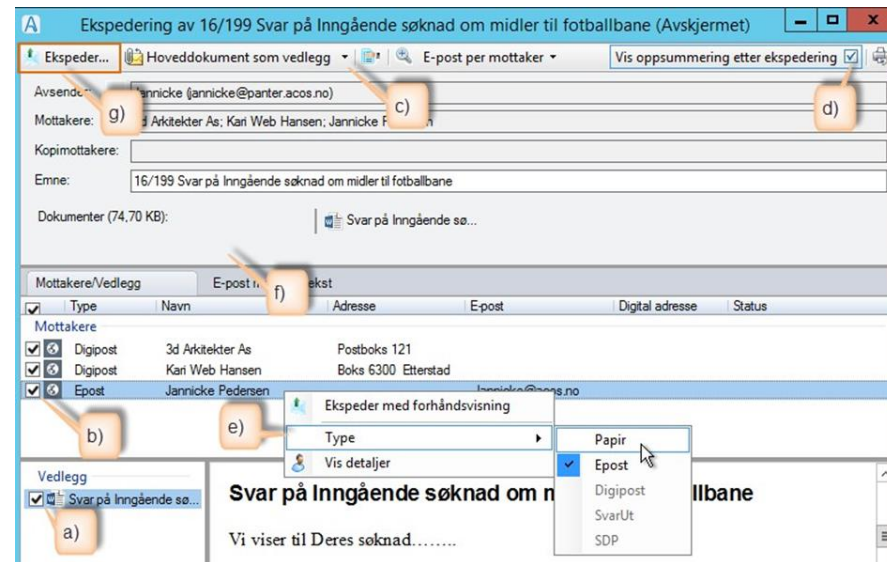 A Ekspedering av 16/199 Svar på Inngående søknad om midler til fotballbane (Avskjermet) x
Ekspeder... Hoveddokument som vedlegg E-post per mottaker Vis oppsummering etter ekspedering
Avsender: Jannicke (jannicke@panter.acos.no)
g) c) d)
Mottakere: Arkitekter As; Kari Web Hansen; Jannicke
Kopimottakere:
Emne: 16/199 Svar på Inngående søknad om midler til fotballbane
Dokumenter (74,70 KB): Svar på Inngående sø...
Mottakere/Vedlegg E-post
f)
Type Navn Adresse E-post Digital adresse Status
Mottakere
Digipost 3d Arkitekter As Postboks 121
Digipost Kari Web Hansen Boks 6300 Etterstad
Epost Jannicke Pedersen
Ekspeder med forhåndsvisning
b) e)
Type Papir
Vis detaljer Epost
Digipost
SvarUt
SDP
Vedlegg
Svar på Inngående sø...
a)
Svar på Inngående søknad om
Vi viser til Deres søknad……..